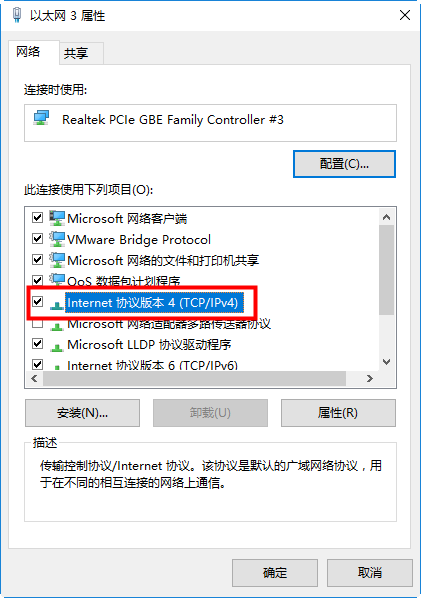 以太网 3 属性
网络
共享
连接时使用:
Realtek PCIe GBE Family Controller #3
配置(C)...
此连接使用下列项目(O):
Microsoft 网络客户端
VMware Bridge Protocol
Microsoft 网络的文件和打印机共享
QoS 数据包计划程序
Internet 协议版本 4 (TCP/IPv4)
Microsoft 网络适配器多路传送器协议
Microsoft LLDP 协议驱动程序
Internet 协议版本 6 (TCP/IPv6)
安装(N)...
卸载(U)
属性(R)
描述
传输控制协议/Internet 协议。该协议是默认的广域网络协议，用
于在不同的相互连接的网络上通信。
确定
取消